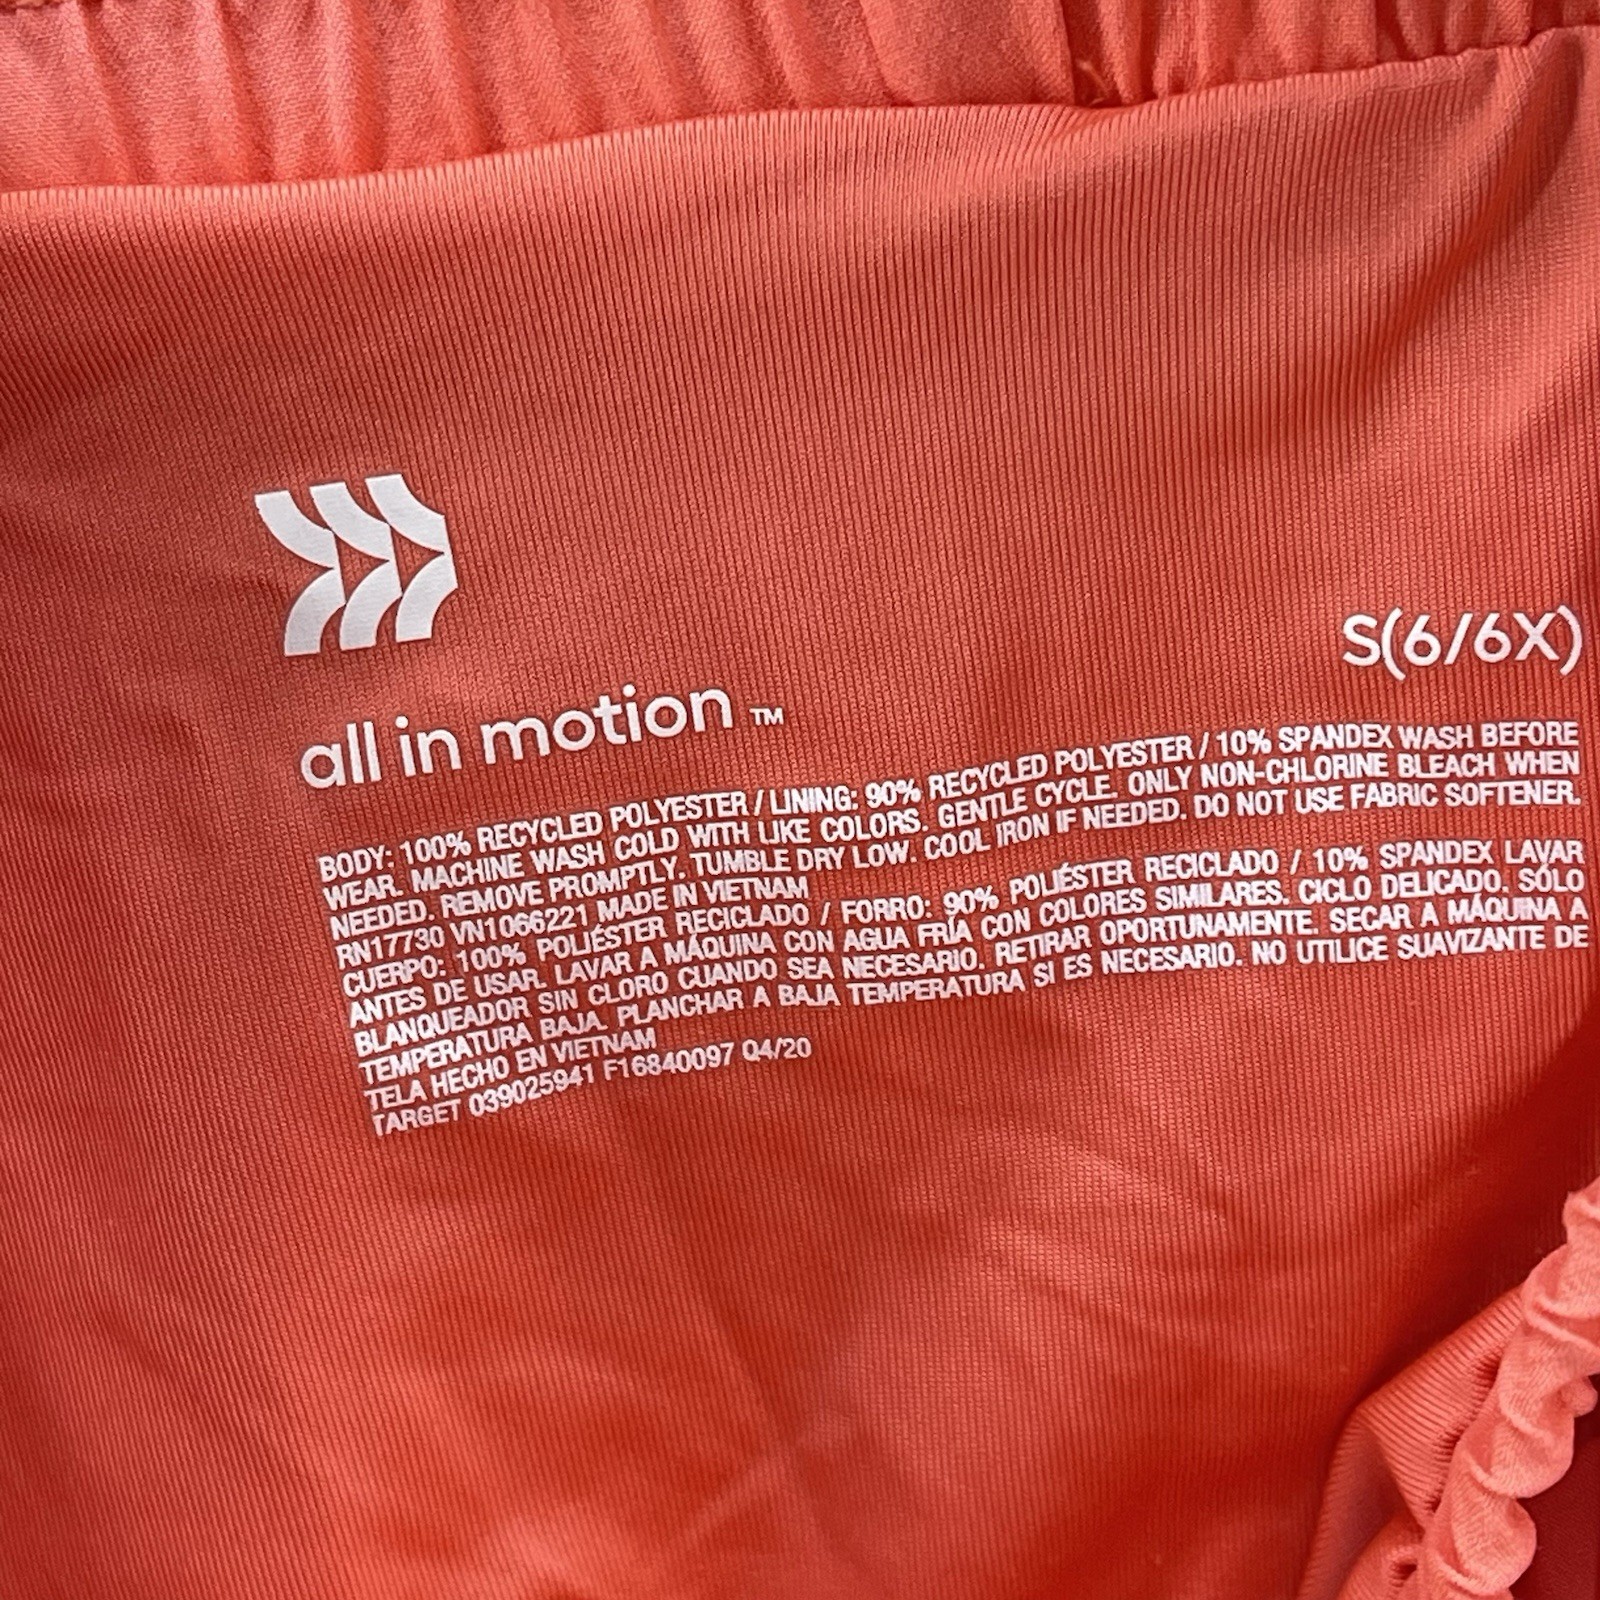 S(6/6X)
all in motion™
BODY: 100% RECYCLED POLYESTER / LINING: 90% RECYCLED POLYESTER / 10% SPANDEX WASH BEFORE
WEAR. MACHINE WASH COLD WITH LIKE COLORS. GENTLE CYCLE. ONLY NON-CHLORINE BLEACH WHEN
NEEDED. REMOVE PROMPTLY. TUMBLE DRY LOW. COOL IRON IF NEEDED. DO NOT USE FABRIC SOFTENER.
RN17730 VN1066221 MADE IN VIETNAM
CUERPO: 100% POLIÉSTER RECICLADO / FORRO: 90% POLIÉSTER RECICLADO / 10% SPANDEX LAVAR
ANTES DE USAR. LAVAR A MÁQUINA CON AGUA FRÍA CON COLORES SIMILARES. CICLO DELICADO. SÓLO
BLANQUEADOR SIN CLORO CUANDO SEA NECESARIO. RETIRAR OPORTUNAMENTE. SECAR A MÁQUINA A
TEMPERATURA BAJA. PLANCHAR A BAJA TEMPERATURA SI ES NECESARIO. NO UTILICE SUAVIZANTE DE
TELA HECHO EN VIETNAM
TARGET 039025941 F16840097 Q4/20